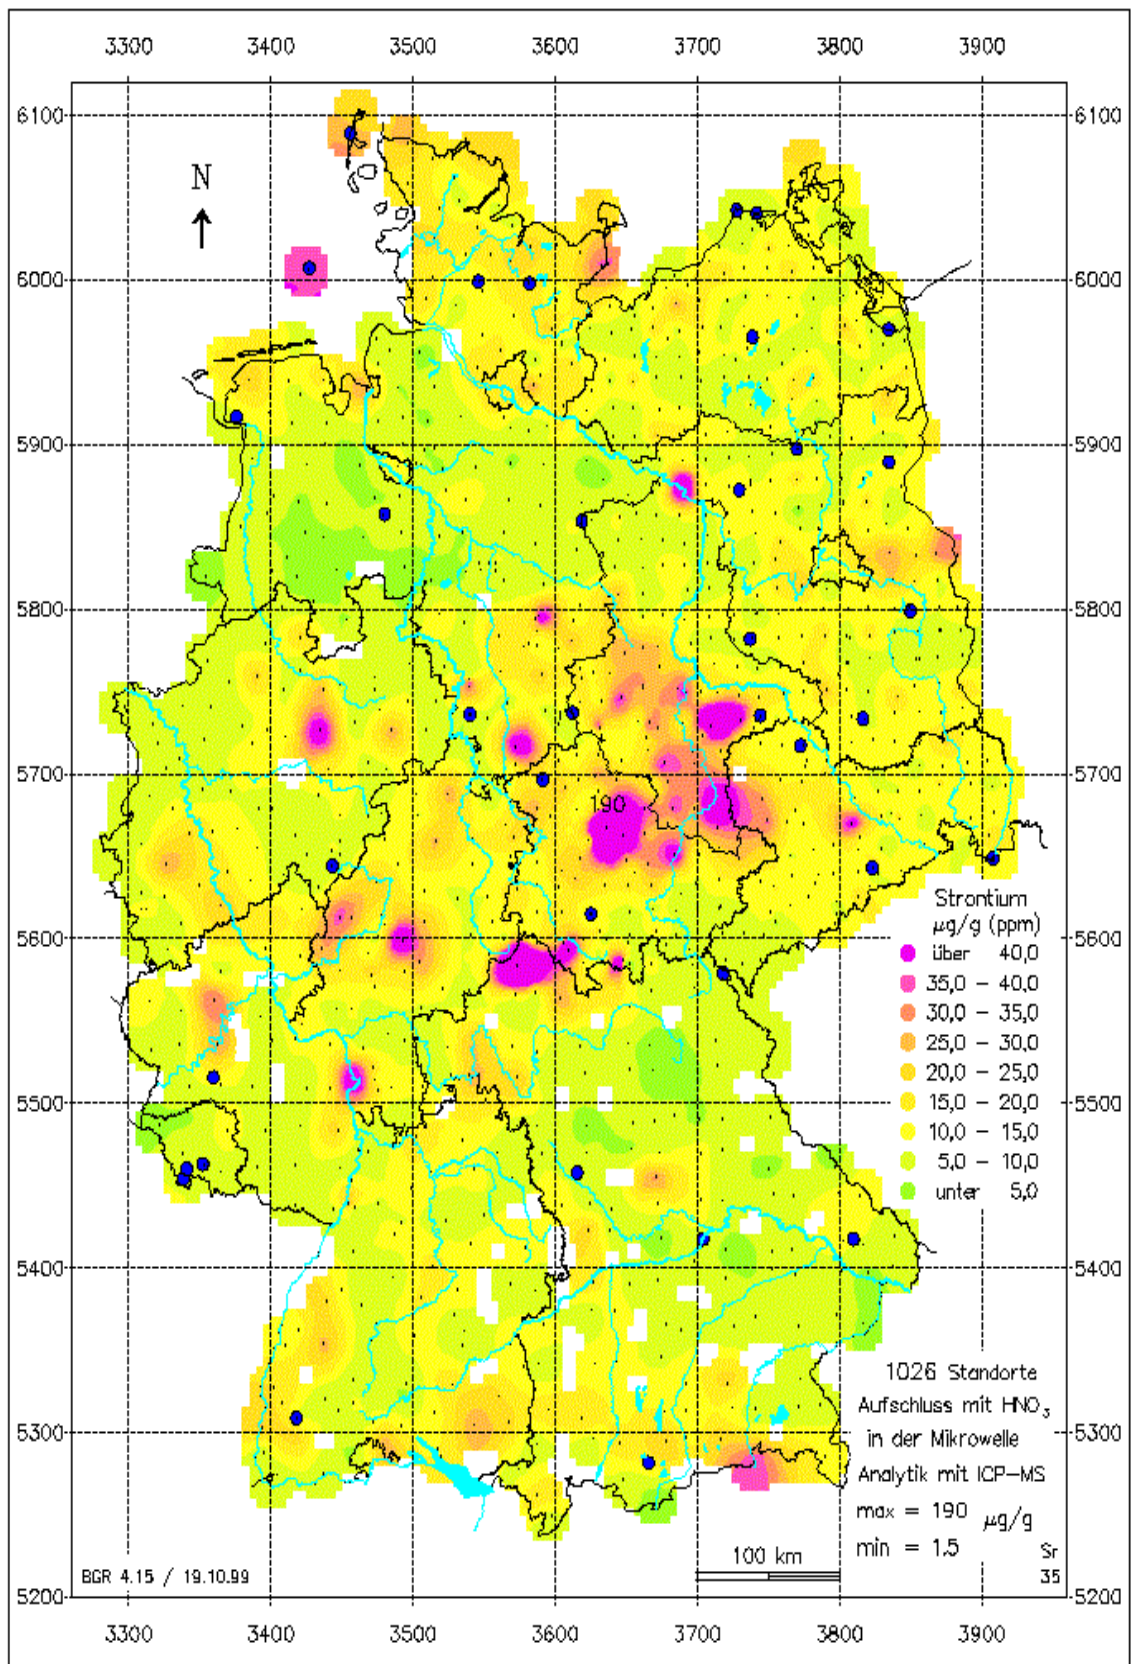 3300 3400 3500 3600 3700 3800 3900
6100 6100
N
6000 6000
5900 5900
5800 5800
5700 5700
190
Strontium
µg/g (ppm)
5600 5600
über 40,0
35,0 – 40,0
30,0 – 35,0
25,0 – 30,0
20,0 – 25,0
15,0 – 20,0
10,0 – 15,0
5,0 – 10,0
unter 5,0
5500 5500
5400 5400
1026 Standorte
Aufschluss mit HNO3
in der Mikrowelle
5300 5300
Analytik mit ICP–MS
max = 190 µg/g
min = 1.5
100 km
Sr
35
BGR 4.15 / 19.10.99
5200 5200
3300 3400 3500 3600 3700 3800 3900